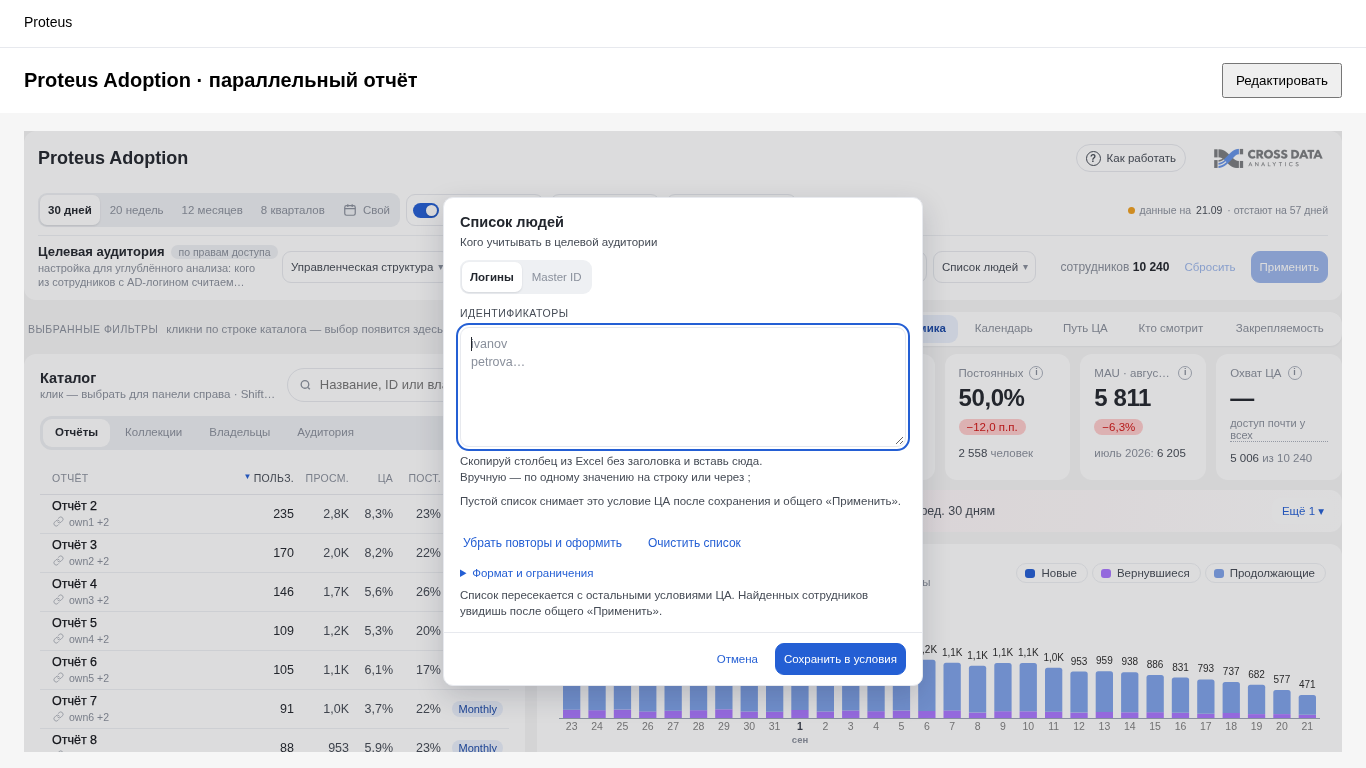 Proteus
Proteus Adoption · параллельный отчёт
Редактировать
Proteus Adoption
? Как работать
CROSS DATA
ANALYTICS
30 дней 20 недель 12 месяцев 8 кварталов Свой
данные на 21.09 · отстают на 57 дней
Целевая аудитория по правам доступа
настройка для углублённого анализа: кого
из сотрудников с AD-логином считаем…
Управленческая структура ▾
Список людей ▾
сотрудников 10 240 Сбросить Применить
ВЫБРАННЫЕ ФИЛЬТРЫ кликни по строке каталога — выбор появится здесь
Календарь Путь ЦА Кто смотрит Закрепляемость
Каталог
клик — выбрать для панели справа · Shift…
Название, ID или
Отчёты Коллекции Владельцы Аудитория
ОТЧЁТ ▼ ПОЛЬЗ. ПРОСМ. ЦА ПОСТ.
Отчёт 2
own1 +2
235 2,8K 8,3% 23%
Отчёт 3
own2 +2
170 2,0K 8,2% 22%
Отчёт 4
own3 +2
146 1,7K 5,6% 26%
Отчёт 5
own4 +2
109 1,2K 5,3% 20%
Отчёт 6
own5 +2
105 1,1K 6,1% 17%
Отчёт 7
own6 +2
91 1,0K 3,7% 22% Monthly
Отчёт 8
88 953 5,9% 23% Monthly
Список людей
Кого учитывать в целевой аудитории
Логины Master ID
ИДЕНТИФИКАТОРЫ
ivanov
petrova…
Скопируй столбец из Excel без заголовка и вставь сюда.
Вручную — по одному значению на строку или через ;
Пустой список снимает это условие ЦА после сохранения и общего «Применить».
Убрать повторы и оформить Очистить список
▶ Формат и ограничения
Список пересекается с остальными условиями ЦА. Найденных сотрудников
увидишь после общего «Применить».
Отмена Сохранить в условия
Постоянных i
50,0%
−12,0 п.п.
2 558 человек
MAU · авгус… i
5 811
−6,3%
июль 2026: 6 205
Охват ЦА i
—
доступ почти у
всех
5 006 из 10 240
ред. 30 дням
Ещё 1 ▾
Новые Вернувшиеся Продолжающие
1,1K 1,1K 1,1K 1,1K 1,0K 953 959 938 886 831 793 737 682 577 471
23 24 25 26 27 28 29 30 31 1 2 3 4 5 6 7 8 9 10 11 12 13 14 15 16 17 18 19 20 21
сен